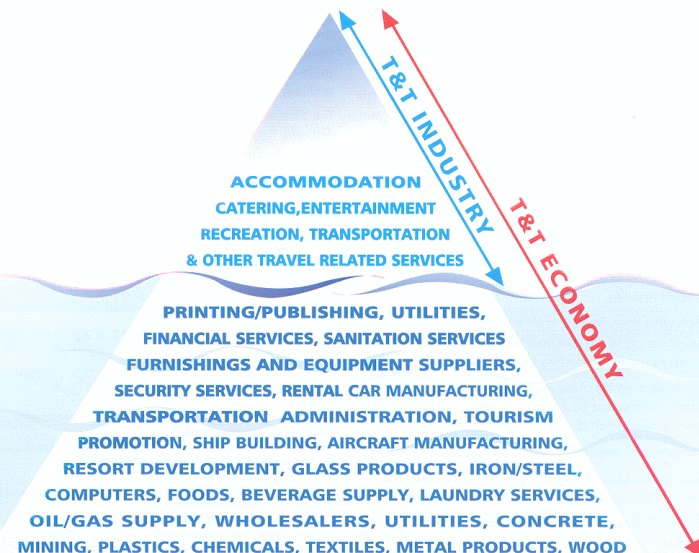 T&T INDUSTRY
T&T ECONOMY
ACCOMMODATION
CATERING,ENTERTAINMENT
RECREATION, TRANSPORTATION
& OTHER TRAVEL RELATED SERVICES
PRINTING/PUBLISHING, UTILITIES,
FINANCIAL SERVICES, SANITATION SERVICES
FURNISHINGS AND EQUIPMENT SUPPLIERS,
SECURITY SERVICES, RENTAL CAR MANUFACTURING,
TRANSPORTATION ADMINISTRATION, TOURISM
PROMOTION, SHIP BUILDING, AIRCRAFT MANUFACTURING,
RESORT DEVELOPMENT, GLASS PRODUCTS, IRON/STEEL,
COMPUTERS, FOODS, BEVERAGE SUPPLY, LAUNDRY SERVICES,
OIL/GAS SUPPLY, WHOLESALERS, UTILITIES, CONCRETE,
MINING, PLASTICS, CHEMICALS, TEXTILES, METAL PRODUCTS, WOOD